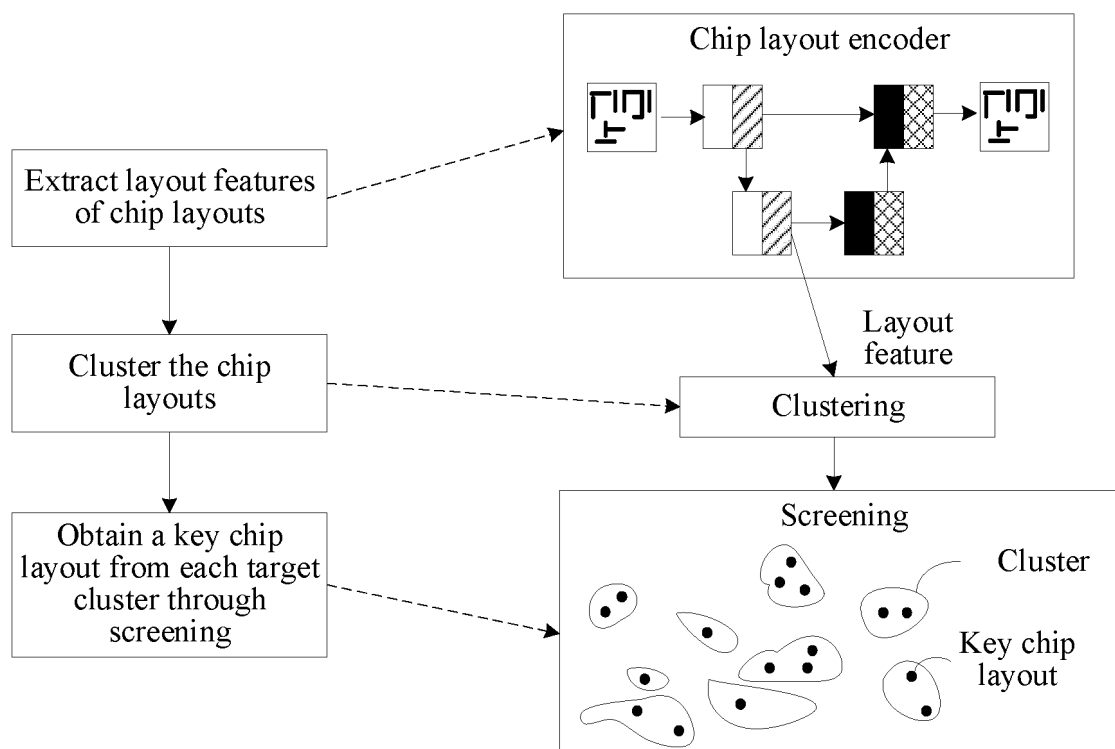 Chip layout encoder
Extract layout features
of chip layouts
Layout
feature
Cluster the chip
layouts
Clustering
Obtain a key chip
layout from each target
cluster through
screening
Screening
Cluster
Key chip
layout